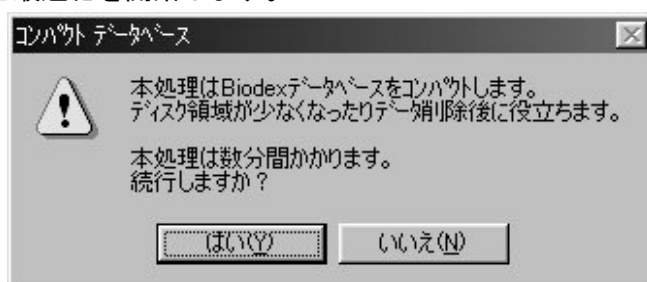 コンパクト データベース
本処理はBiodexデータベースをコンパクトします。
ディスク領域が少なくなったりデータ削除後に役立ちます。
本処理は数分間かかります。
続行しますか？
はい(Y)
いいえ(N)